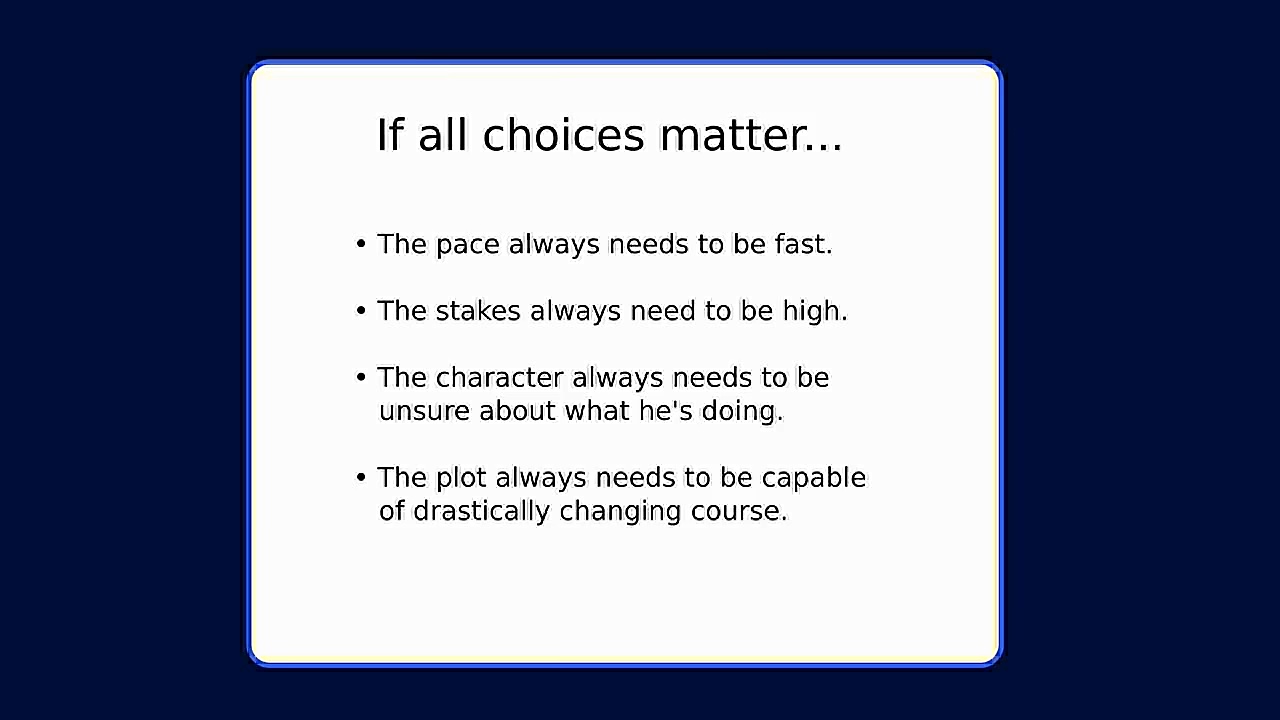 If all choices matter...
• The pace always needs to be fast.
• The stakes always need to be high.
• The character always needs to be
unsure about what he's doing.
• The plot always needs to be capable
of drastically changing course.